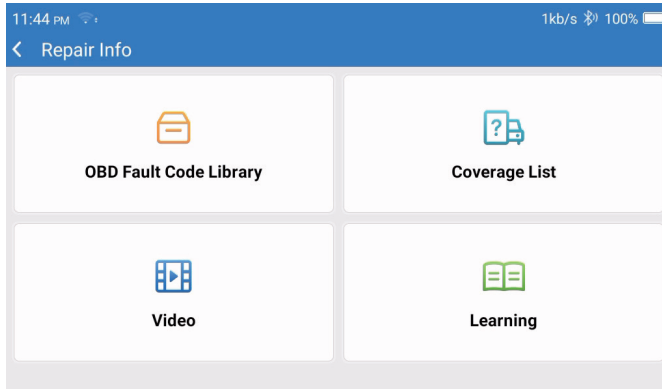 11:44 PM 1kb/s 100%
Repair Info
OBD Fault Code Library
Coverage List
?
Video
Learning